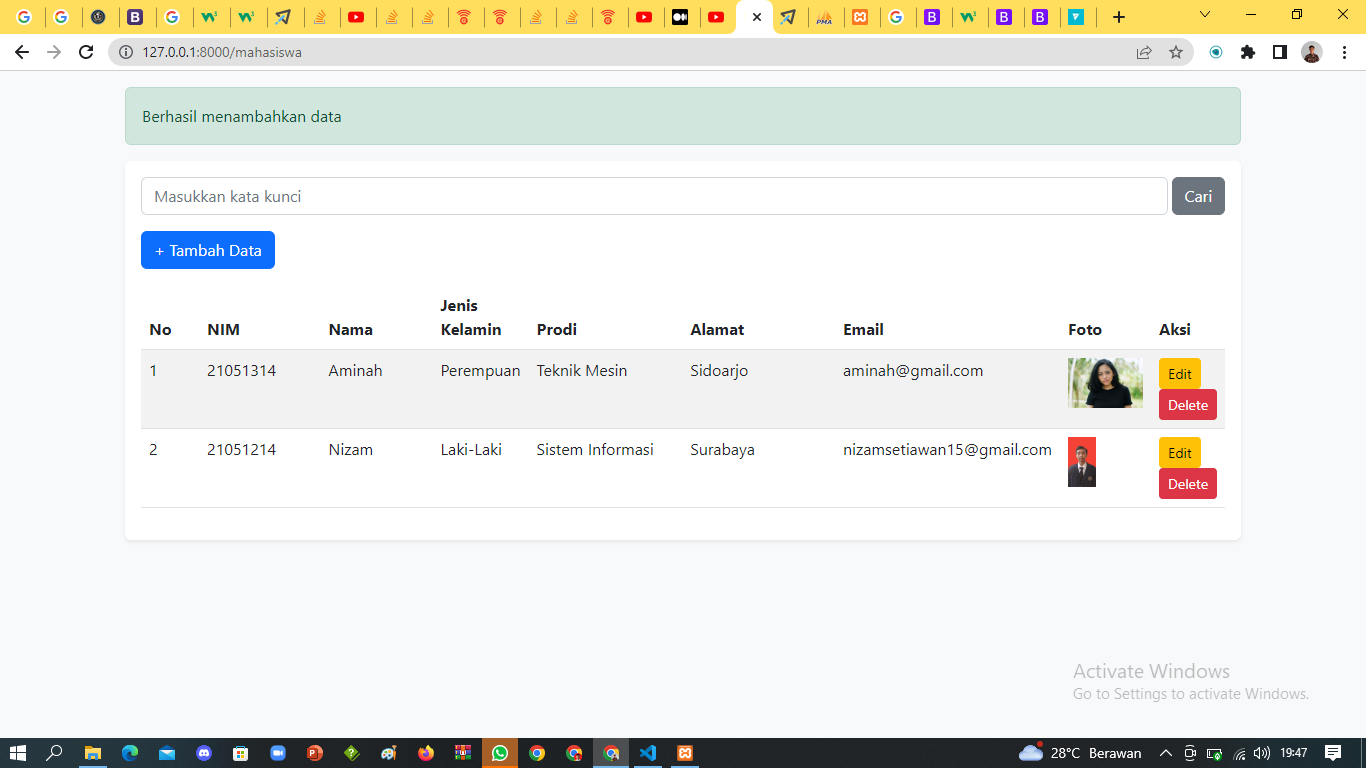 127.0.0.1:8000/mahasiswa
Berhasil menambahkan data
Masukkan kata kunci
Cari
+ Tambah Data
No NIM Nama Jenis Kelamin Prodi Alamat Email Foto Aksi
1 21051314 Aminah Perempuan Teknik Mesin Sidoarjo aminah@gmail.com Edit
Delete
2 21051214 Nizam Laki-Laki Sistem Informasi Surabaya nizamsetiawan15@gmail.com Edit
Delete
Activate Windows
Go to Settings to activate Windows.
28°C Berawan 19:47